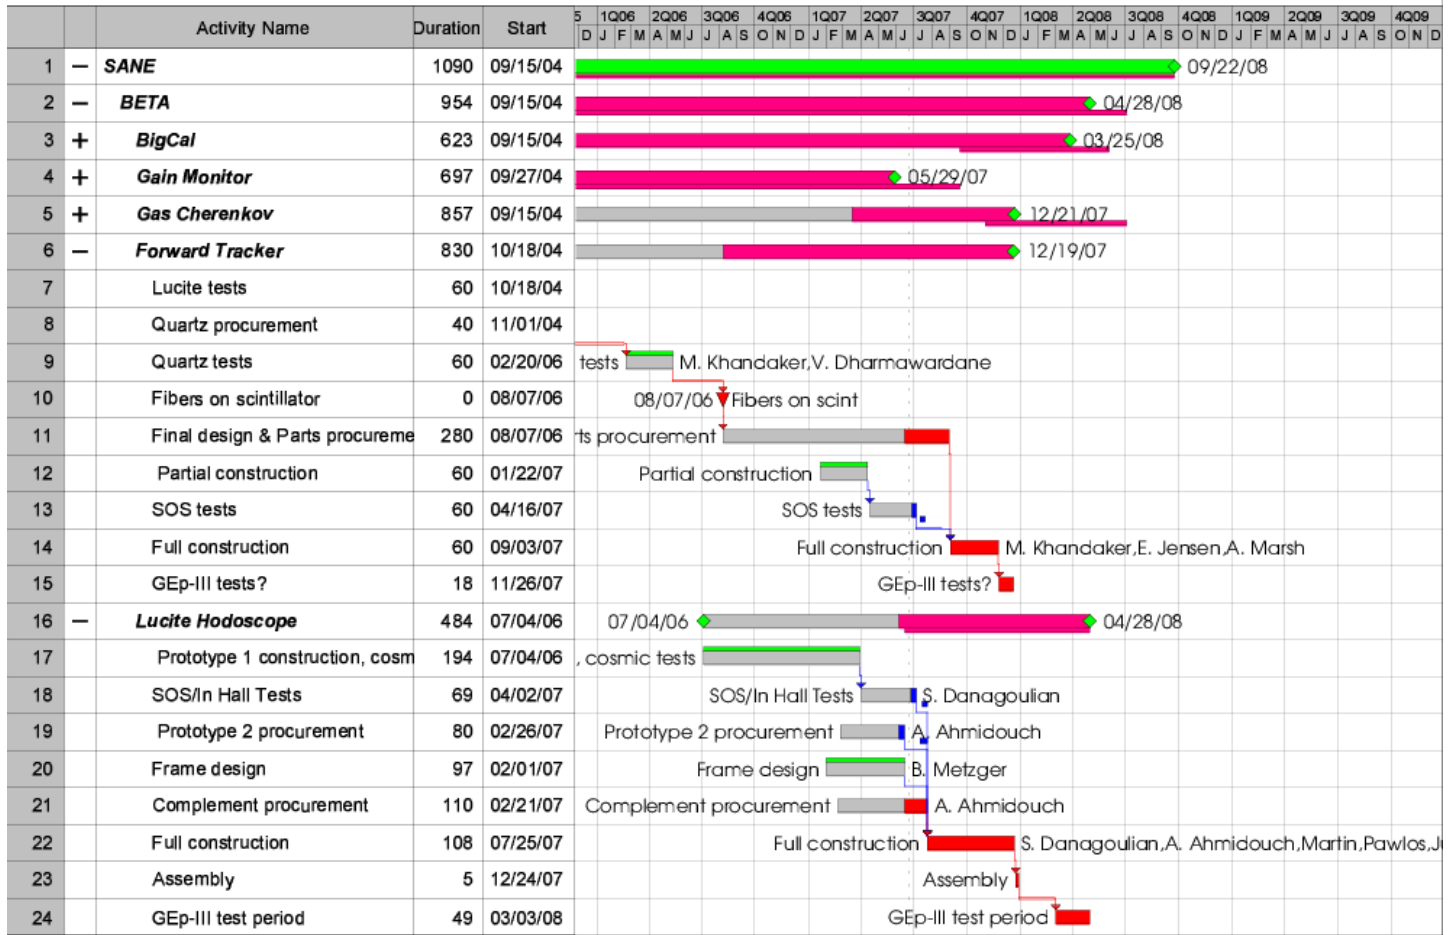 Activity Name Duration Start 5 1Q06 2Q06 3Q06 4Q06 1Q07 2Q07 3Q07 4Q07 1Q08 2Q08 3Q08 4Q08 1Q09 2Q09 3Q09 4Q09
D J F M A M J J A S O N D J F M A M J J A S O N D J F M A M J J A S O N D J F M A M J J A S O N D
1 − SANE 1090 09/15/04 09/22/08
2 − BETA 954 09/15/04 04/28/08
3 + BigCal 623 09/15/04 03/25/08
4 + Gain Monitor 697 09/27/04 05/29/07
5 + Gas Cherenkov 857 09/15/04 12/21/07
6 − Forward Tracker 830 10/18/04 12/19/07
7 Lucite tests 60 10/18/04
8 Quartz procurement 40 11/01/04
9 Quartz tests 60 02/20/06 tests M. Khandaker,V. Dharmawardane
10 Fibers on scintillator 0 08/07/06 08/07/06 Fibers on scint
11 Final design & Parts procureme 280 08/07/06 ts procurement
12 Partial construction 60 01/22/07 Partial construction
13 SOS tests 60 04/16/07 SOS tests
14 Full construction 60 09/03/07 Full construction M. Khandaker,E. Jensen,A. Marsh
15 GEp-III tests? 18 11/26/07 GEp-III tests?
16 − Lucite Hodoscope 484 07/04/06 07/04/06 04/28/08
17 Prototype 1 construction, cosm 194 07/04/06 , cosmic tests
18 SOS/In Hall Tests 69 04/02/07 SOS/In Hall Tests S. Danagoulian
19 Prototype 2 procurement 80 02/26/07 Prototype 2 procurement A. Ahmidouch
20 Frame design 97 02/01/07 Frame design B. Metzger
21 Complement procurement 110 02/21/07 Complement procurement A. Ahmidouch
22 Full construction 108 07/25/07 Full construction S. Danagoulian,A. Ahmidouch,Martin,Pawlos,J
23 Assembly 5 12/24/07 Assembly
24 GEp-III test period 49 03/03/08 GEp-III test period